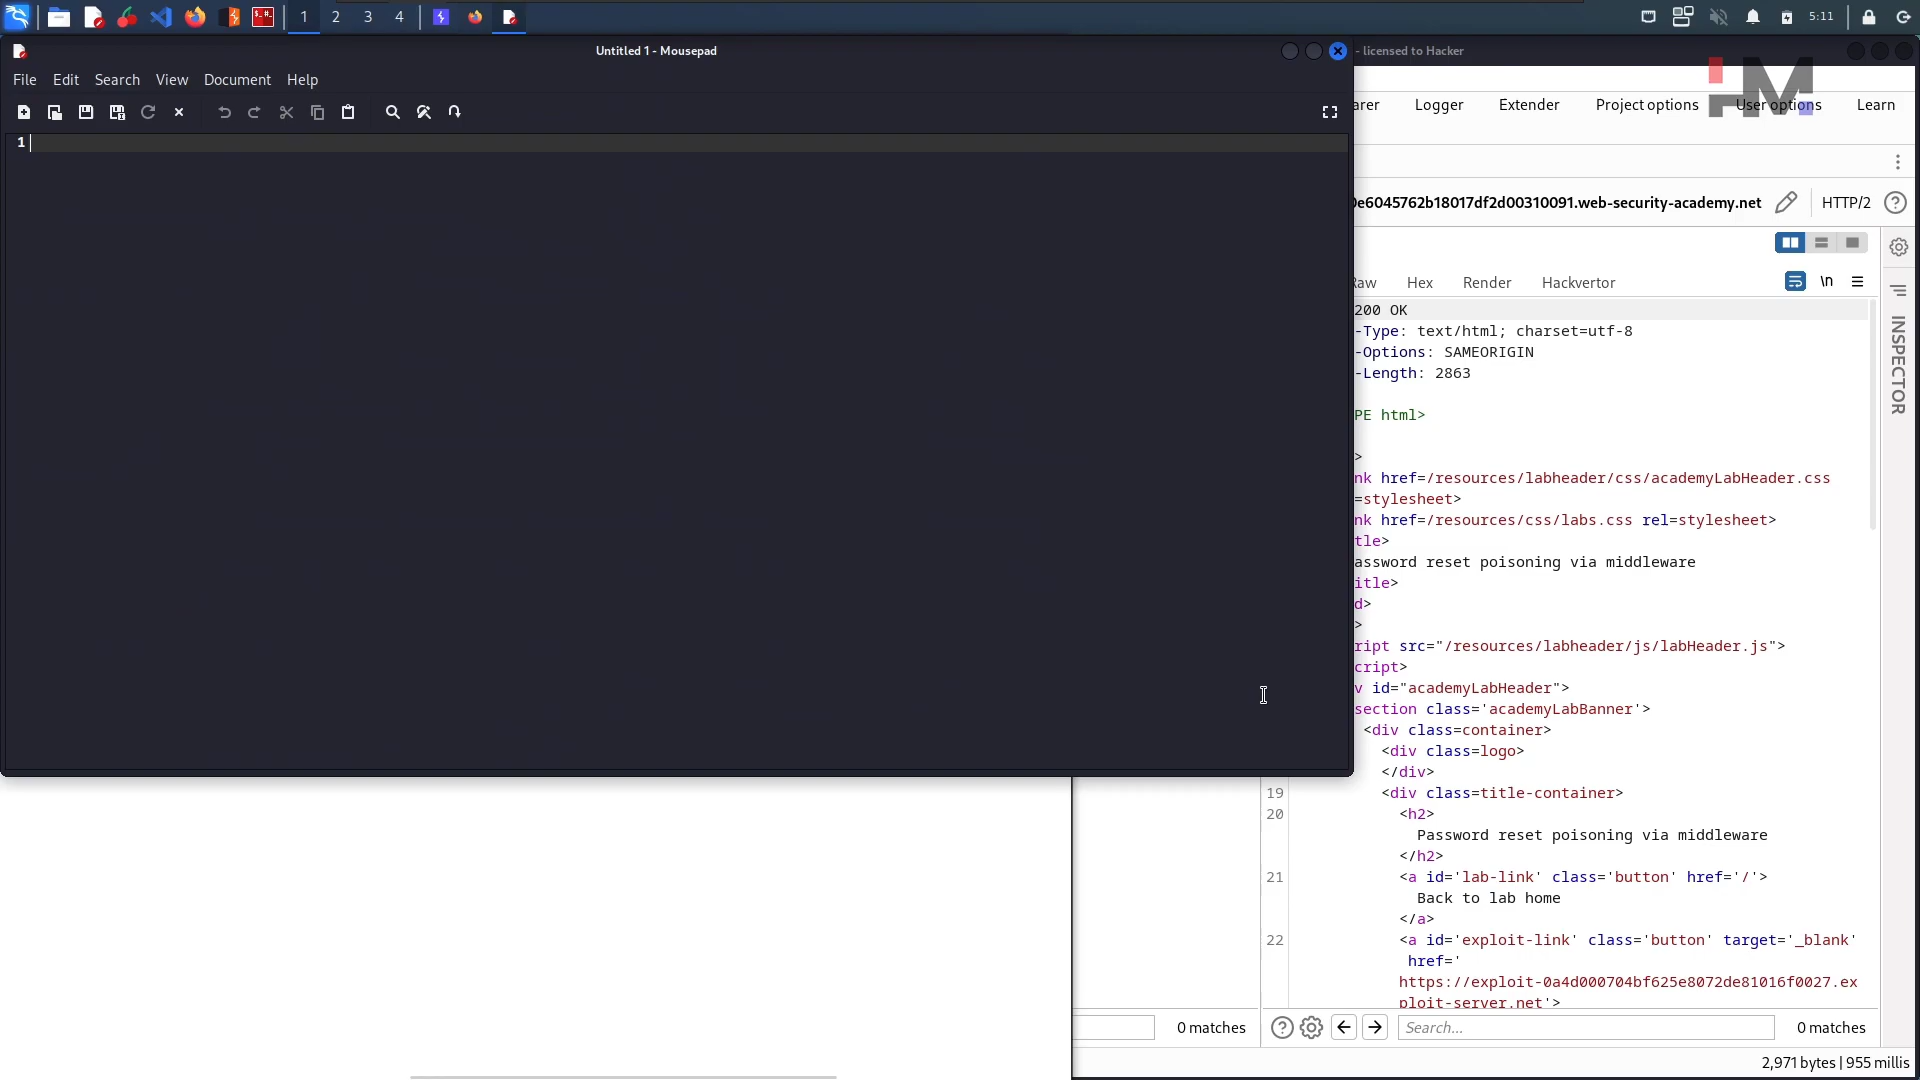 1 2 3 4 5:11
Untitled 1 - Mousepad
- licensed to Hacker
HM
File Edit Search View Document Help
arer Logger Extender Project options User options Learn
1
0e6045762b18017df2d00310091.web-security-academy.net HTTP/2
Raw Hex Render Hackvertor \n
INSPECTOR
200 OK
-Type: text/html; charset=utf-8
-Options: SAMEORIGIN
-Length: 2863
PE html>
>
nk href=/resources/labheader/css/academyLabHeader.css
=stylesheet>
nk href=/resources/css/labs.css rel=stylesheet>
tle>
assword reset poisoning via middleware
itle>
d>
>
ript src="/resources/labheader/js/labHeader.js">
cript>
v id="academyLabHeader">
section class='academyLabBanner'>
<div class=container>
<div class=logo>
</div>
19 <div class=title-container>
20 <h2>
Password reset poisoning via middleware
</h2>
21 <a id='lab-link' class='button' href='/'>
Back to lab home
</a>
22 <a id='exploit-link' class='button' target='_blank'
href='
https://exploit-0a4d000704bf625e8072de81016f0027.ex
ploit-server.net'>
0 matches Search... 0 matches
2,971 bytes | 955 millis